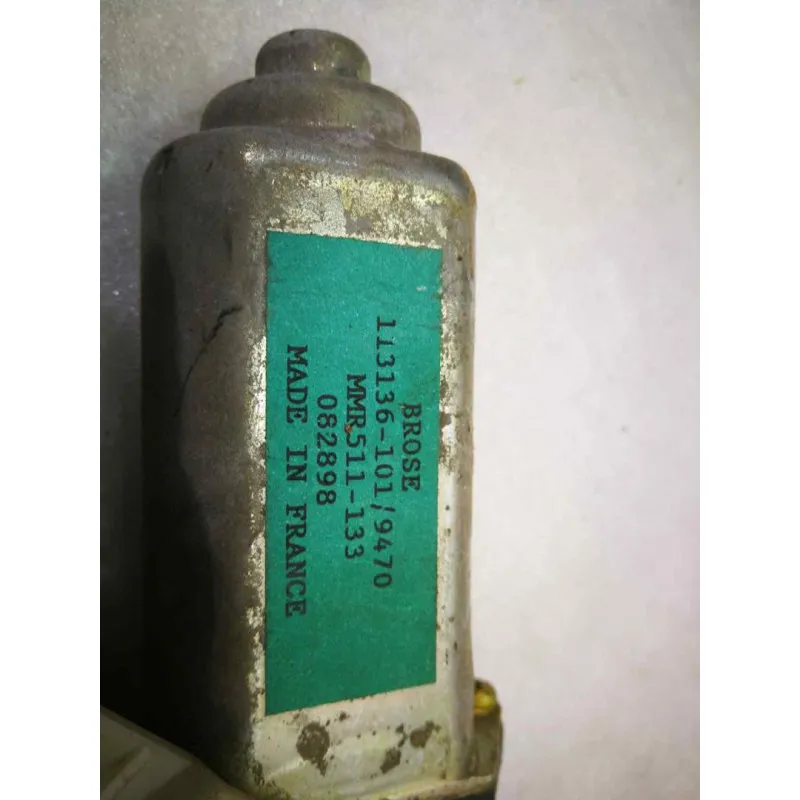 BROSE
113136-101/9470
MMR511-133
082898
MADE IN FRANCE